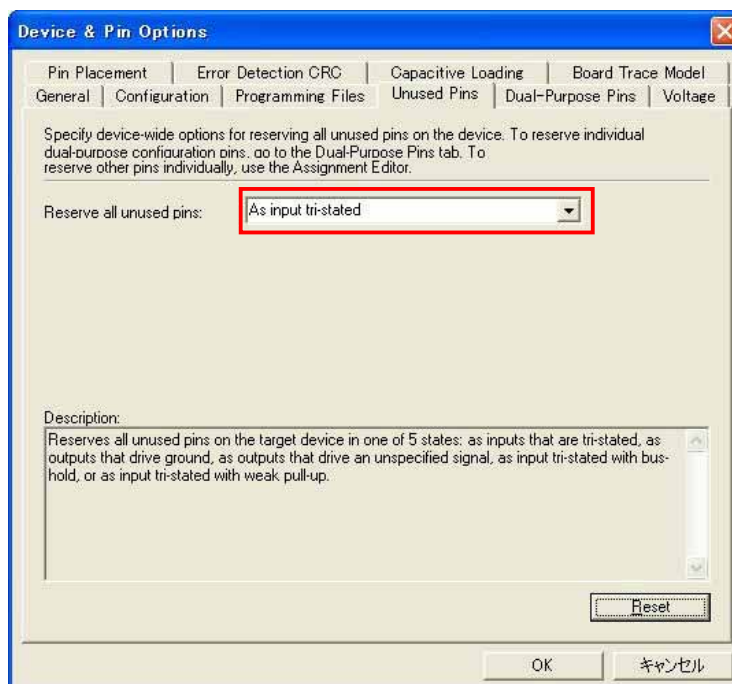 Device & Pin Options
Pin Placement
Error Detection CRC
Capacitive Loading
Board Trace Model
General
Configuration
Programming Files
Unused Pins
Dual-Purpose Pins
Voltage
Specify device-wide options for reserving all unused pins on the device. To reserve individual
dual-purpose configuration pins, go to the Dual-Purpose Pins tab. To
reserve other pins individually, use the Assignment Editor.
Reserve all unused pins:
As input tri-stated
Description:
Reserves all unused pins on the target device in one of 5 states: as inputs that are tri-stated, as
outputs that drive ground, as outputs that drive an unspecified signal, as input tri-stated with bus-
hold, or as input tri-stated with weak pull-up.
Reset
OK
キャンセル